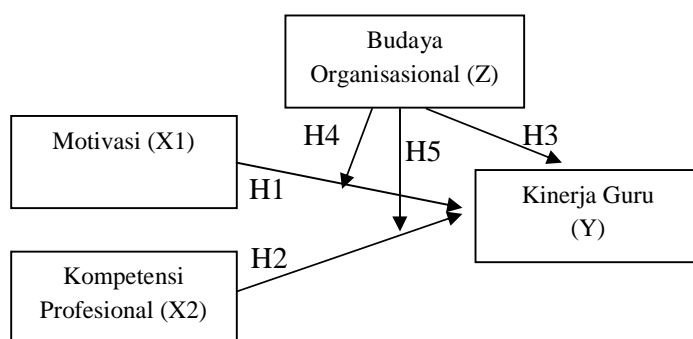 Budaya
Organisasional (Z)
Motivasi (X1)
H4
H5
H3
H1
Kinerja Guru
(Y)
H2
Kompetensi
Profesional (X2)